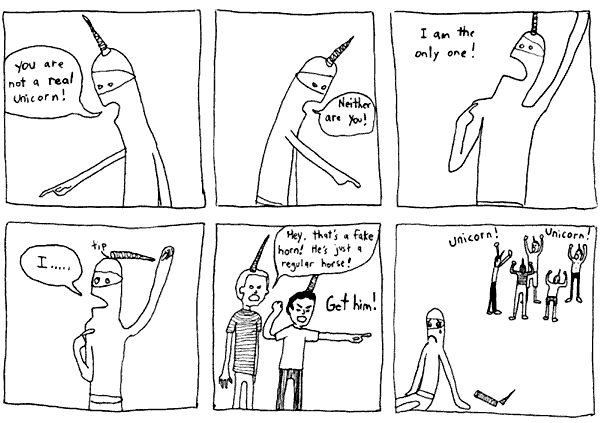 You are
not a real
Unicorn!
Neither
are you!
I am the
only one!
I.....
tip
Hey, that's a fake
horn! He's just a
regular horse!
Get him!
Unicorn!
Unicorn!